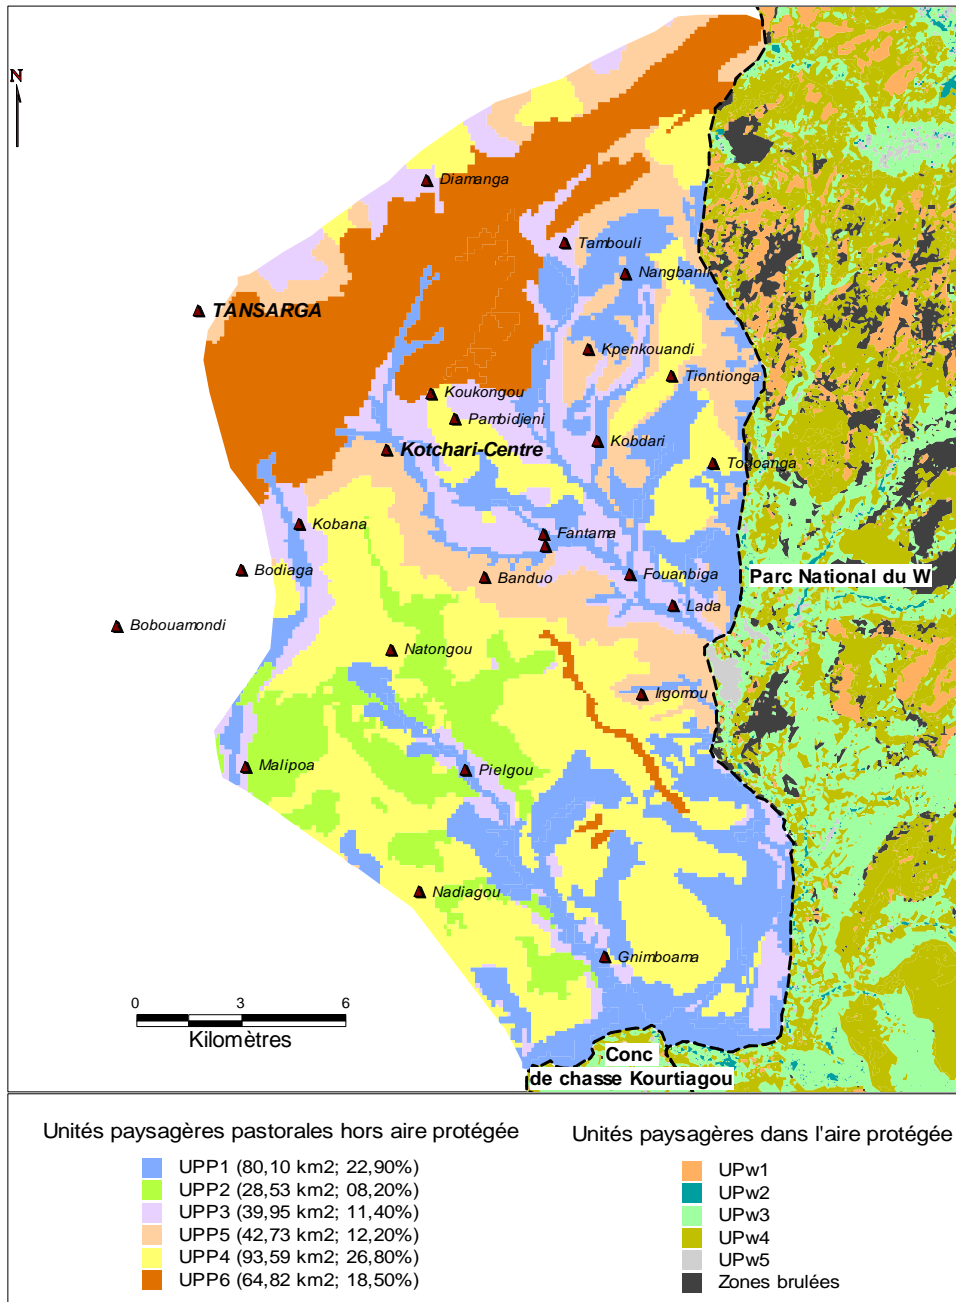 N
Diamanga
Tambouli
Nangbanli
TANSARGA
Kpenkouandi
Tiontionga
Koukongou
Pambidjeni
Kobdari
Kotchari-Centre
Togoanga
Kobana
Fantama
Bodiaga
Banduo
Fouanbiga
Parc National du W
Lada
Bobouamondi
Natongou
Irgomou
Malipoa
Pielgou
Nadiagou
Gnimboama
0 3 6
Kilomètres
Conc
de chasse Kourtiagou
Unités paysagères pastorales hors aire protégée
UPP1 (80,10 km2; 22,90%)
UPP2 (28,53 km2; 08,20%)
UPP3 (39,95 km2; 11,40%)
UPP5 (42,73 km2; 12,20%)
UPP4 (93,59 km2; 26,80%)
UPP6 (64,82 km2; 18,50%)
Unités paysagères dans l'aire protégée
UPw1
UPw2
UPw3
UPw4
UPw5
Zones brulées